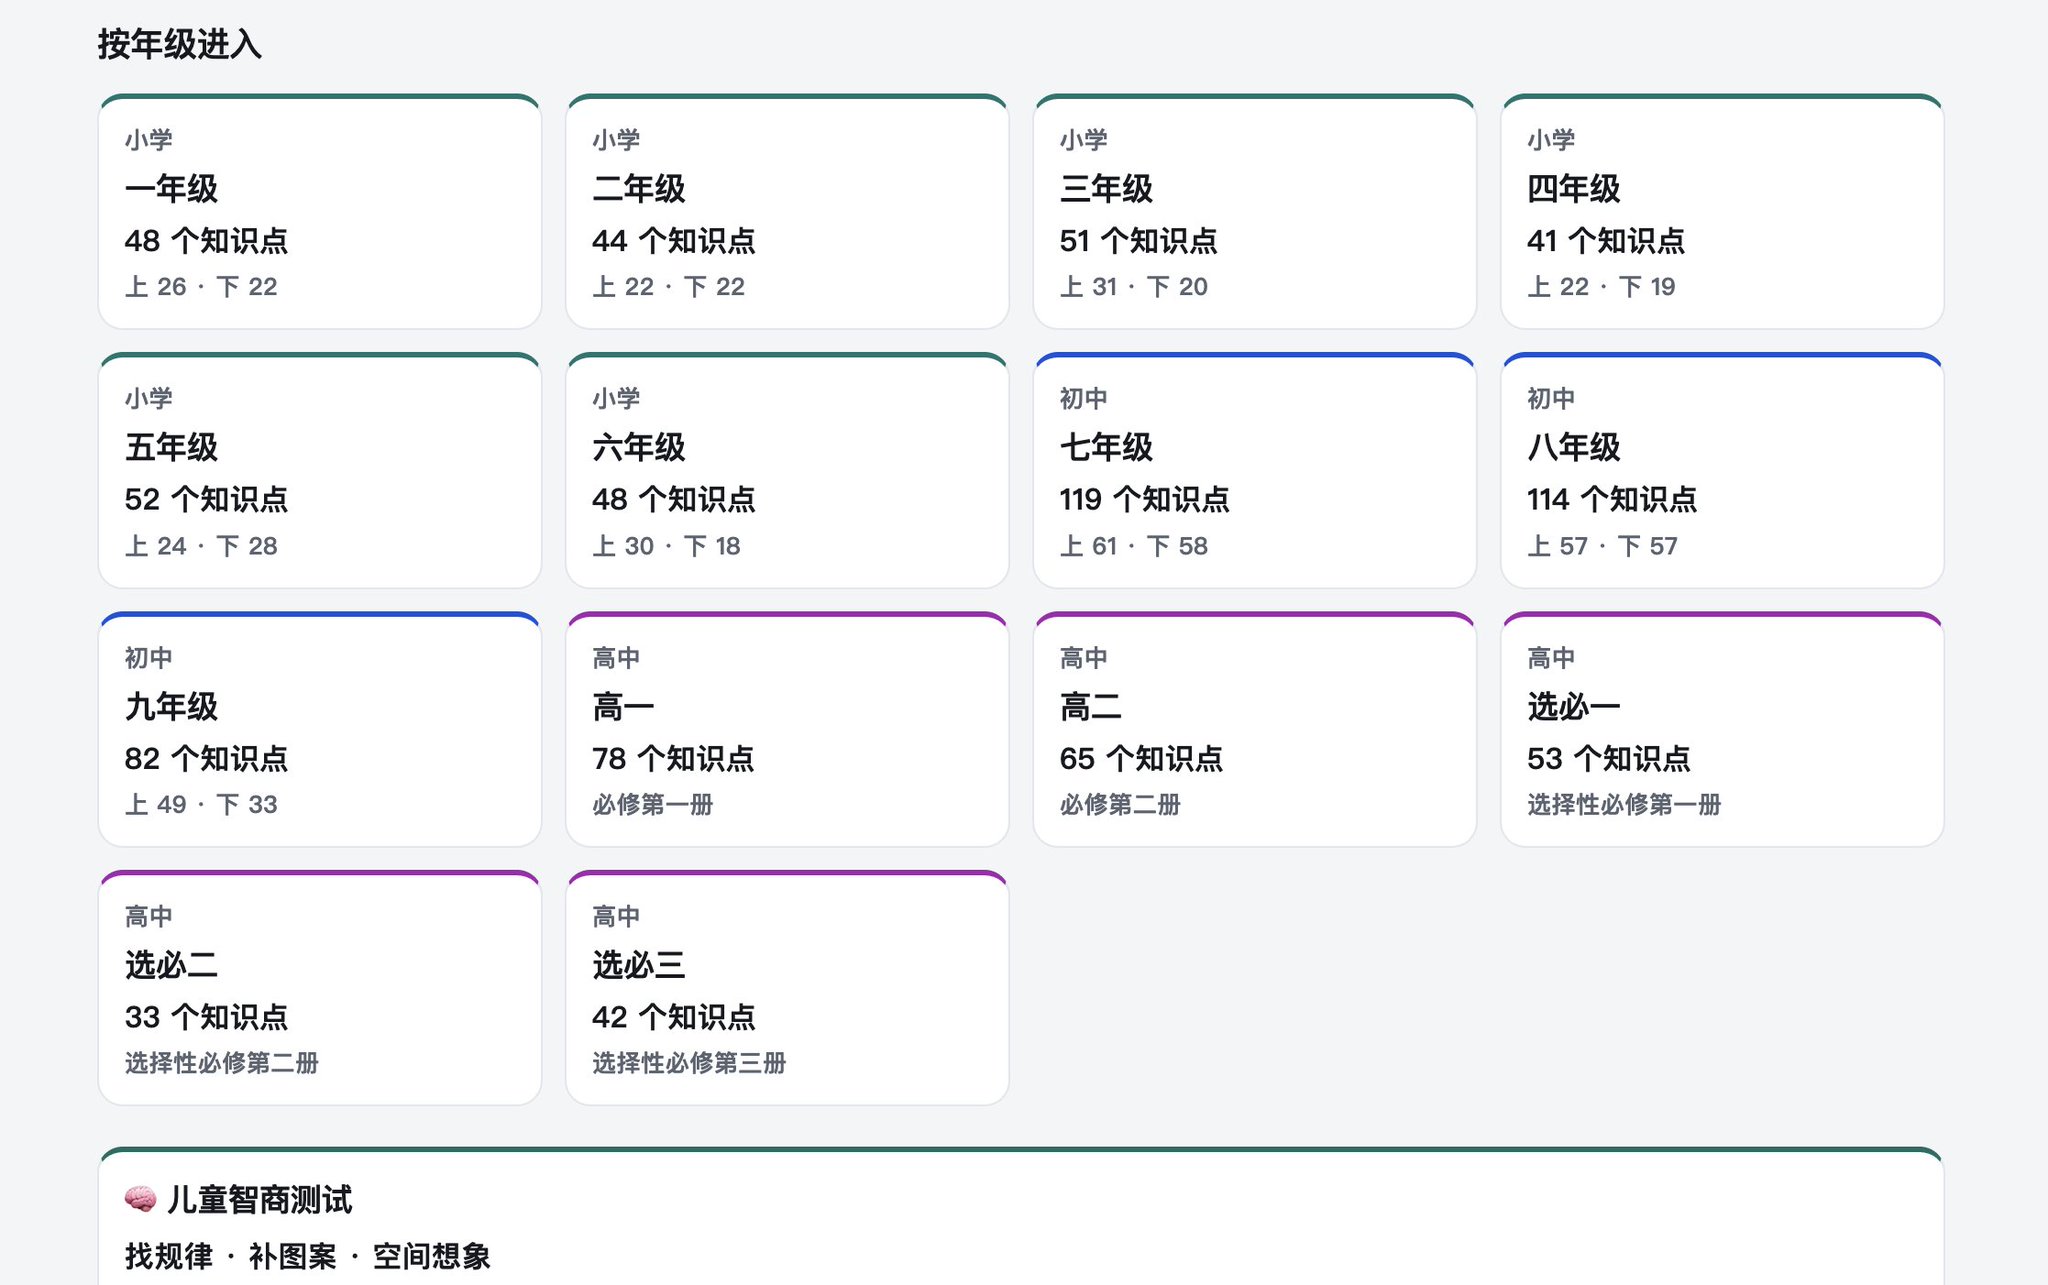 按年级进入
小学
一年级
48 个知识点
上 26 · 下 22
小学
二年级
44 个知识点
上 22 · 下 22
小学
三年级
51 个知识点
上 31 · 下 20
小学
四年级
41 个知识点
上 22 · 下 19
小学
五年级
52 个知识点
上 24 · 下 28
小学
六年级
48 个知识点
上 30 · 下 18
初中
七年级
119 个知识点
上 61 · 下 58
初中
八年级
114 个知识点
上 57 · 下 57
初中
九年级
82 个知识点
上 49 · 下 33
高中
高一
78 个知识点
必修第一册
高中
高二
65 个知识点
必修第二册
高中
选必一
53 个知识点
选择性必修第一册
高中
选必二
33 个知识点
选择性必修第二册
高中
选必三
42 个知识点
选择性必修第三册
🧠 儿童智商测试
找规律 · 补图案 · 空间想象